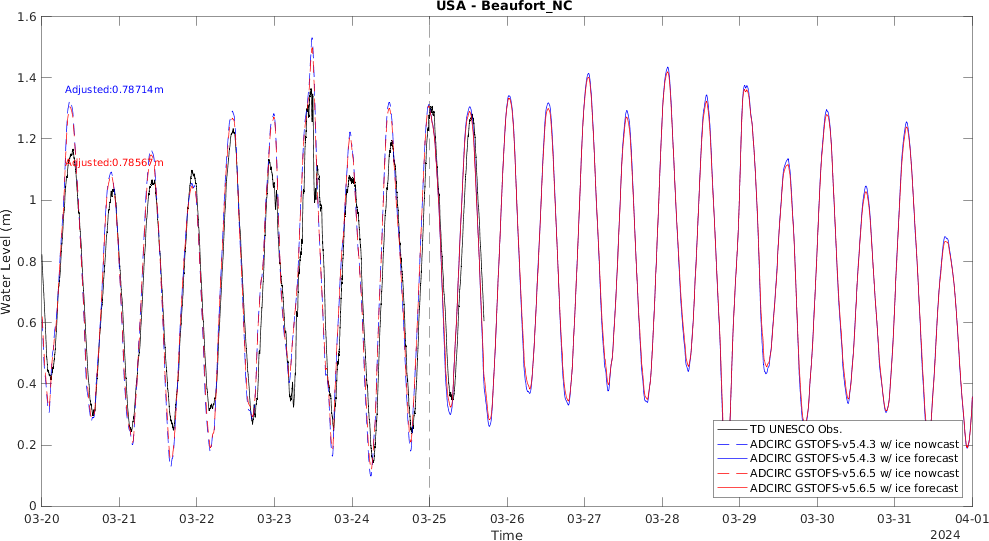 USA - Beaufort_NC
1.6
1.4
1.2
1
0.8
0.6
0.4
0.2
0
Water Level (m)
Adjusted:0.78714m
Adjusted:0.78567m
TD UNESCO Obs.
ADCIRC GSTOFS-v5.4.3 w/ ice nowcast
ADCIRC GSTOFS-v5.4.3 w/ ice forecast
ADCIRC GSTOFS-v5.6.5 w/ ice nowcast
ADCIRC GSTOFS-v5.6.5 w/ ice forecast
03-20 03-21 03-22 03-23 03-24 03-25 03-26 03-27 03-28 03-29 03-30 03-31 04-01
Time
2024